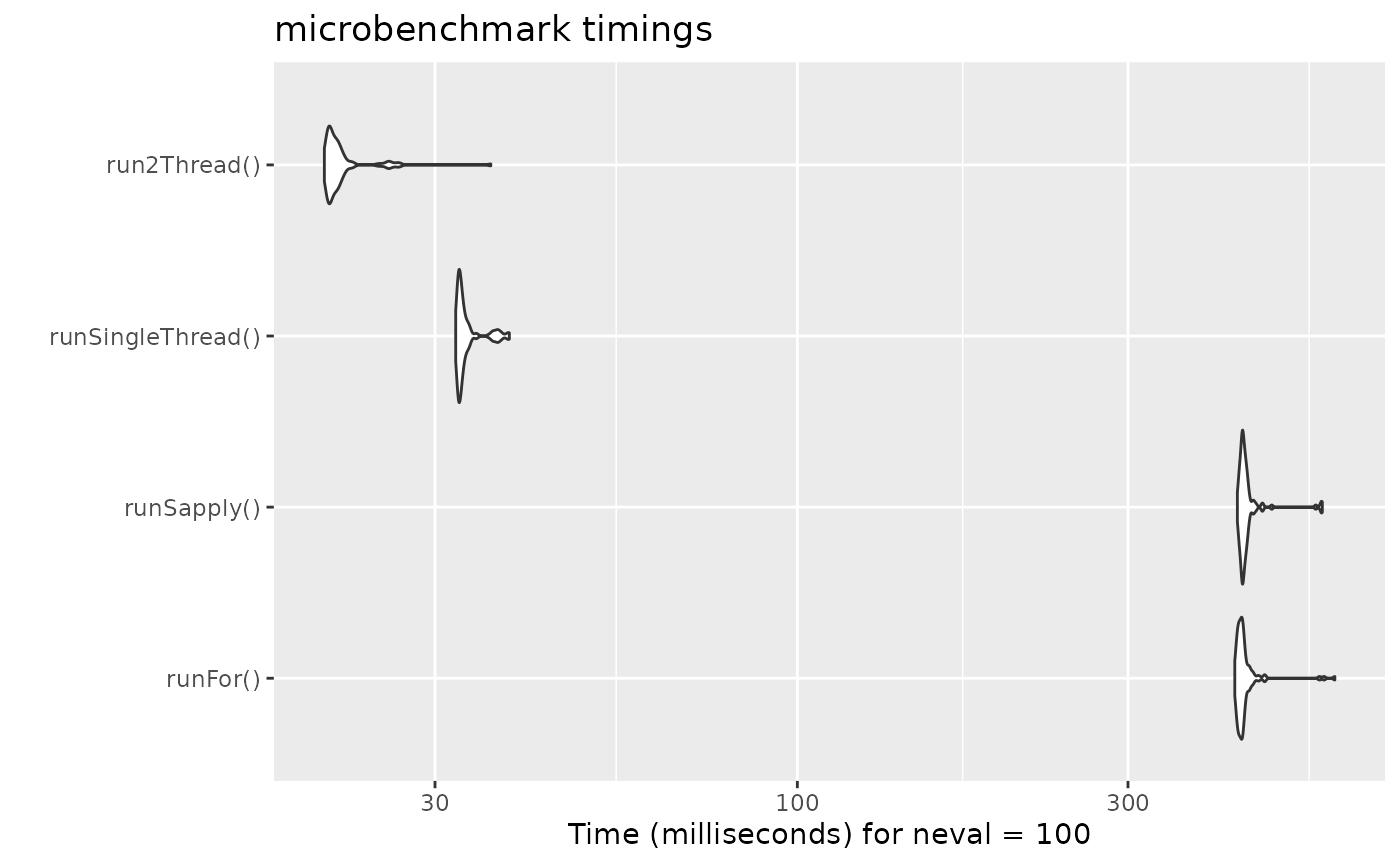 microbenchmark timings
run2Thread()
runSingleThread()
runSapply()
runFor()
30 100 300
Time (milliseconds) for neval = 100